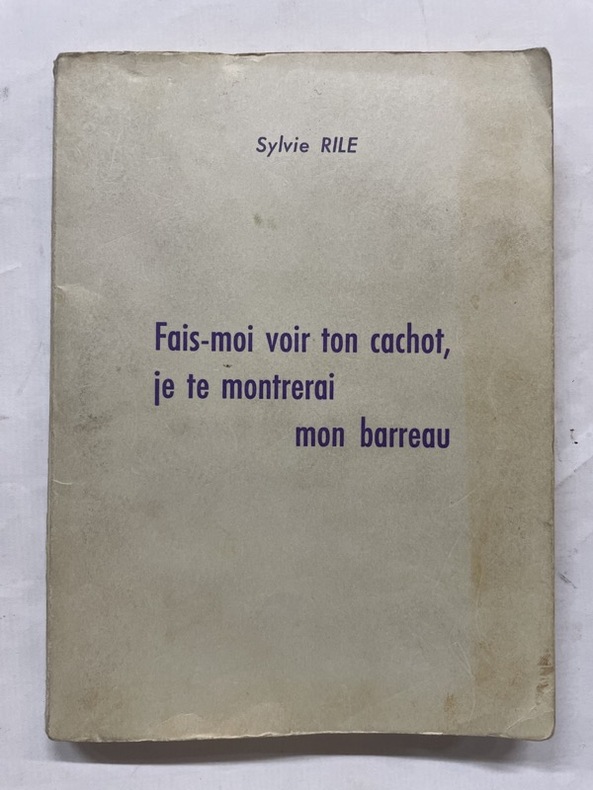 Sylvie RILE
Fais-moi voir ton cachot,
je te montrerai
mon barreau